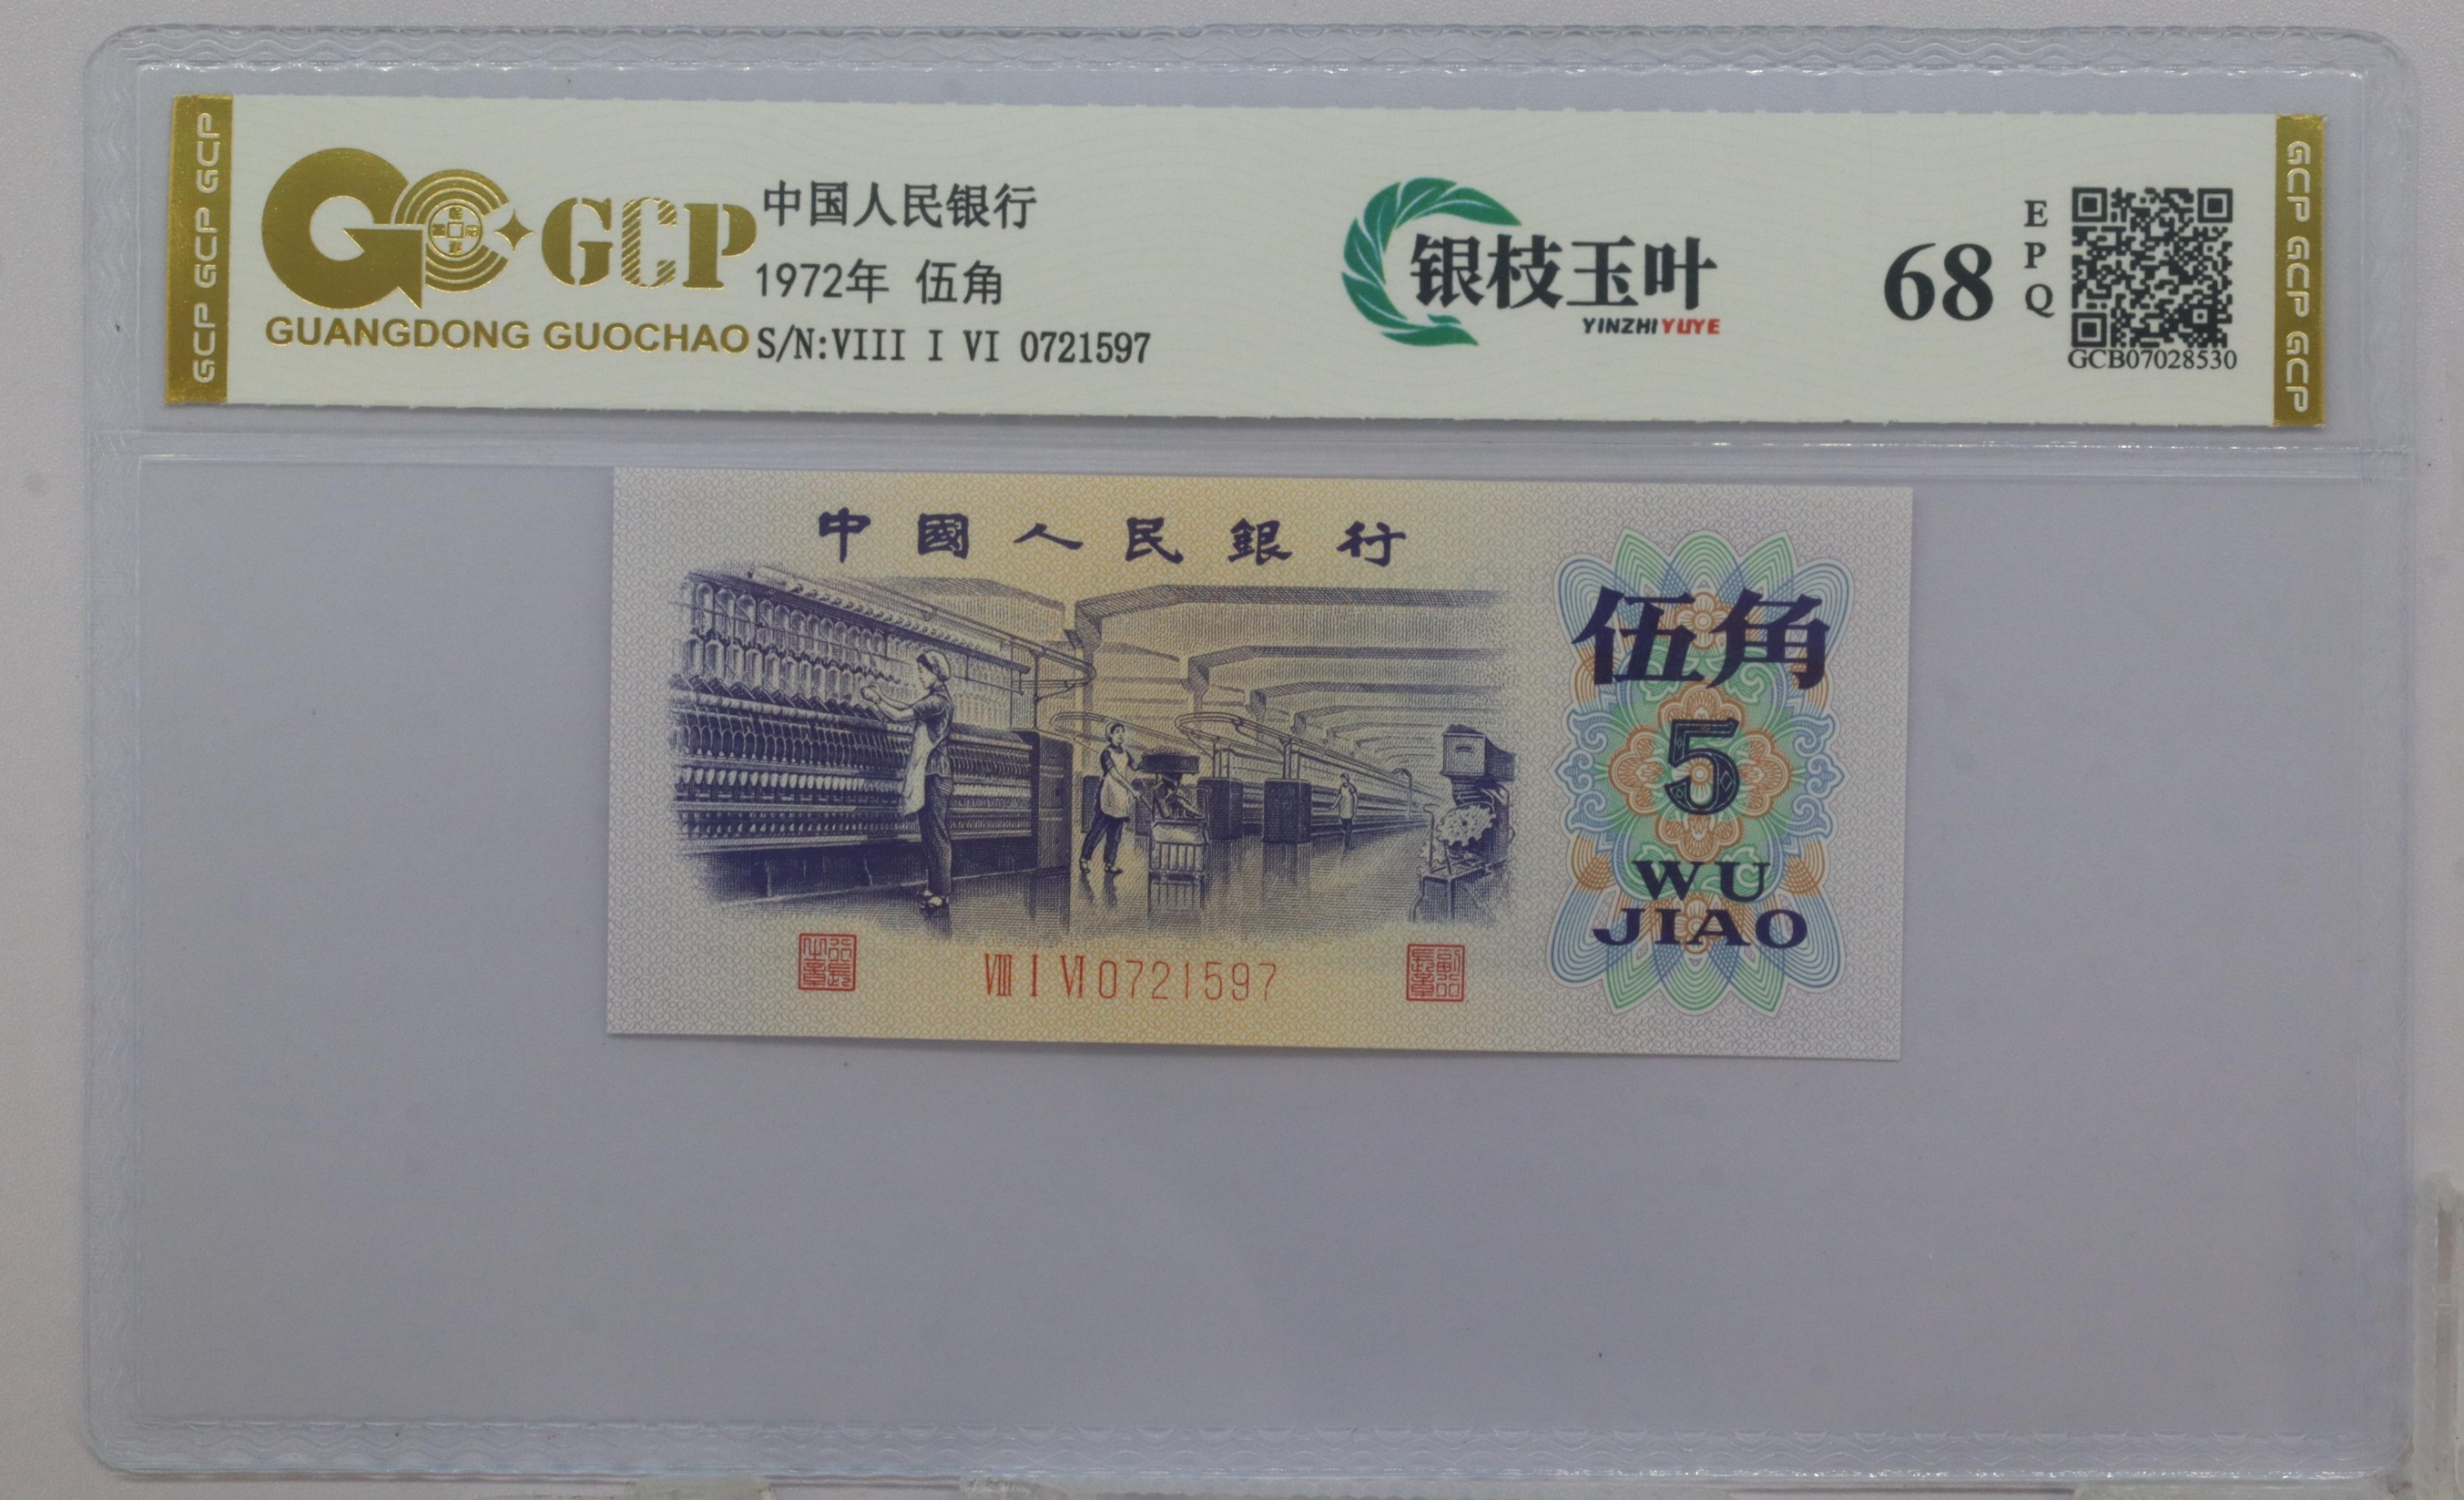 GCP GCP GCP
GCP
GUANGDONG GUOCHAO
中国人民银行
1972年 伍角
S/N:VIII I VI 0721597
银枝玉叶
YINZHIYUYE
68
EPQ
GCB07028530
GCP GCP GCP
中國人民銀行
伍角
5
WU
JIAO
VIII I VI 0721597